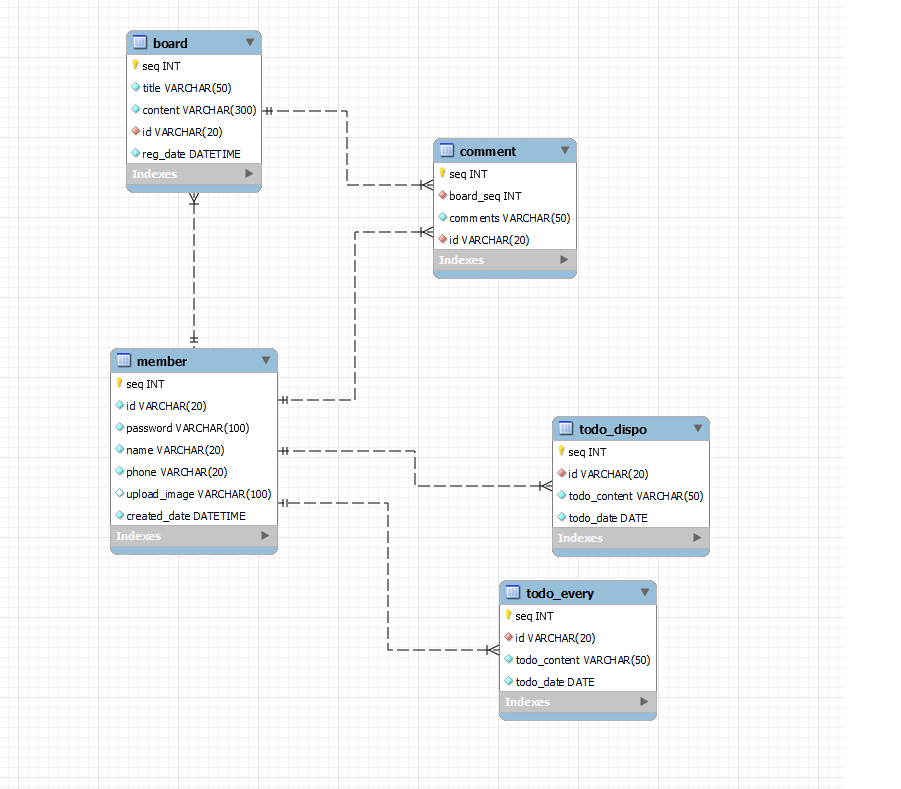 board
seq INT
title VARCHAR(50)
content VARCHAR(300)
id VARCHAR(20)
reg_date DATETIME
Indexes
comment
seq INT
board_seq INT
comments VARCHAR(50)
id VARCHAR(20)
Indexes
member
seq INT
id VARCHAR(20)
password VARCHAR(100)
name VARCHAR(20)
phone VARCHAR(20)
upload_image VARCHAR(100)
created_date DATETIME
Indexes
todo_dispo
seq INT
id VARCHAR(20)
todo_content VARCHAR(50)
todo_date DATE
Indexes
todo_every
seq INT
id VARCHAR(20)
todo_content VARCHAR(50)
todo_date DATE
Indexes